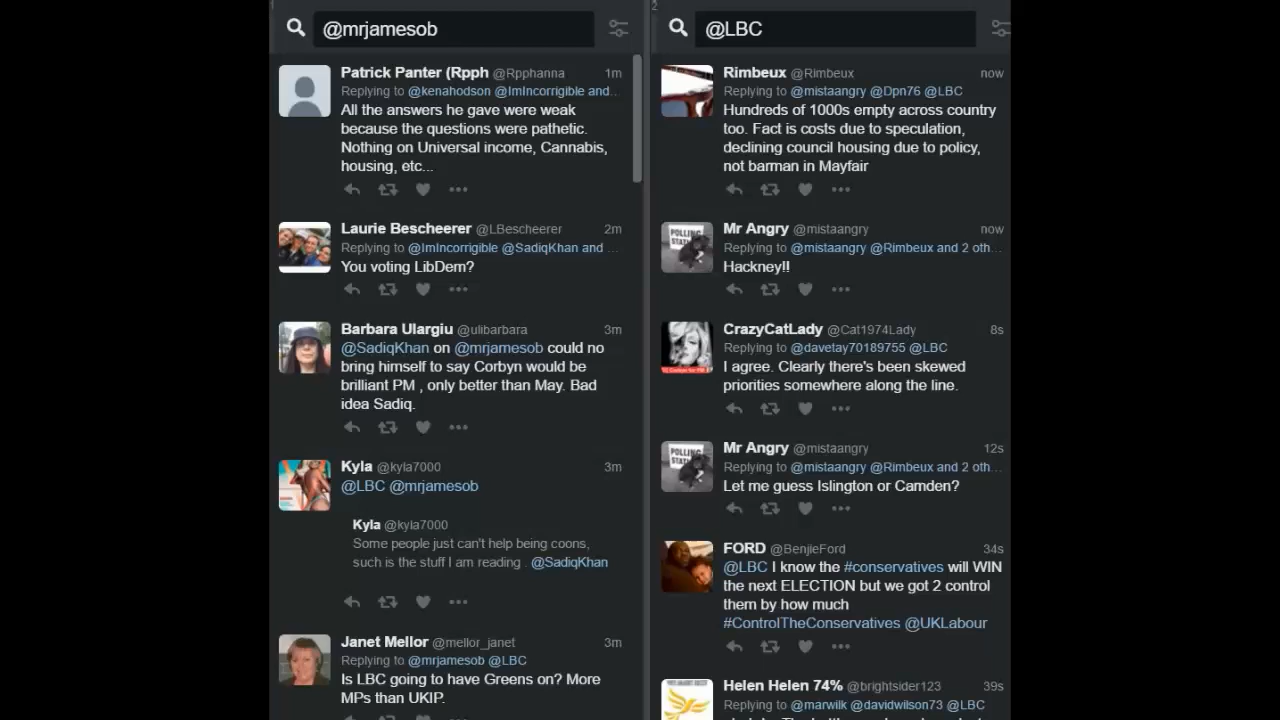 1
@mrjamesob
Patrick Panter (Rpph @Rpphanna 1m
Replying to @kenahodson @ImIncorrigible and..
All the answers he gave were weak
because the questions were pathetic.
Nothing on Universal income, Cannabis,
housing, etc...
Laurie Bescheerer @LBescheerer 2m
Replying to @ImIncorrigible @SadiqKhan and ...
You voting LibDem?
Barbara Ulargiu @ulibarbara 3m
@SadiqKhan on @mrjamesob could no
bring himself to say Corbyn would be
brilliant PM , only better than May. Bad
idea Sadiq.
Kyla @kyla7000 3m
@LBC @mrjamesob
Kyla @kyla7000
Some people just can't help being coons,
such is the stuff I am reading . @SadiqKhan
Janet Mellor @mellor_janet 3m
Replying to @mrjamesob @LBC
Is LBC going to have Greens on? More
MPs than UKIP.
2
@LBC
Rimbeux @Rimbeux now
Replying to @mistaangry @Dpn76 @LBC
Hundreds of 1000s empty across country
too. Fact is costs due to speculation,
declining council housing due to policy,
not barman in Mayfair
Mr Angry @mistaangry now
Replying to @mistaangry @Rimbeux and 2 oth...
Hackney!!
POLLING
CrazyCatLady @Cat1974Lady 8s
Replying to @davetay70189755 @LBC
I agree. Clearly there's been skewed
priorities somewhere along the line.
Mr Angry @mistaangry 12s
Replying to @mistaangry @Rimbeux and 2 oth...
Let me guess Islington or Camden?
POLLING
FORD @BenjieFord 34s
@LBC I know the #conservatives will WIN
the next ELECTION but we got 2 control
them by how much
#ControlTheConservatives @UKLabour
Helen Helen 74% @brightsider123 39s
Replying to @marwilk @davidwilson73 @LBC